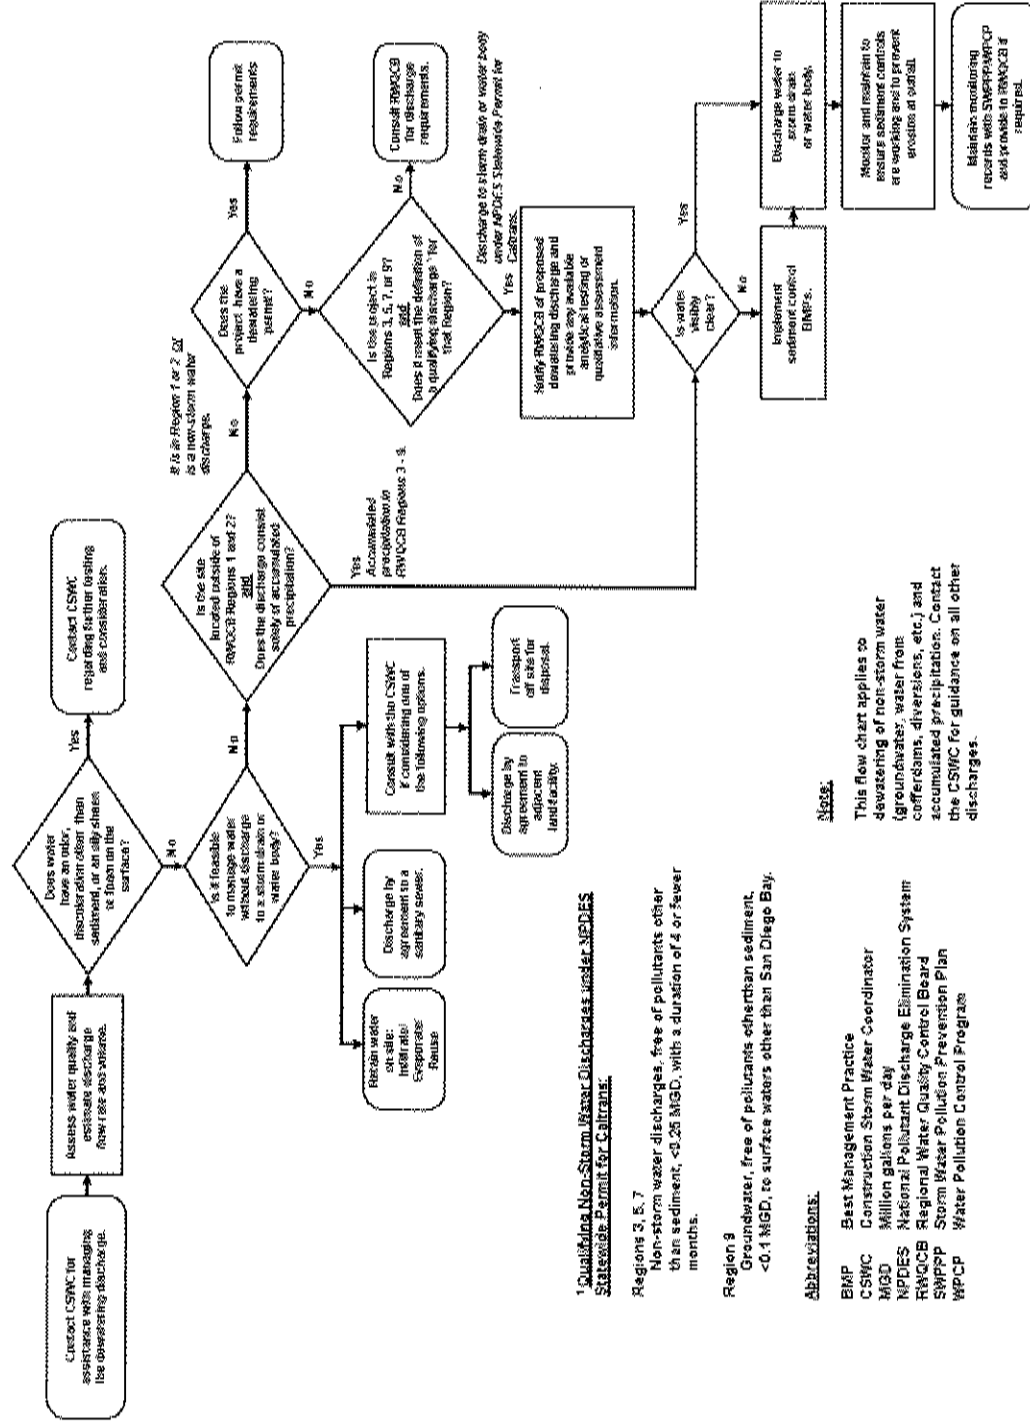 Contact CSWC for
assistance with managing
the dewatering discharge.
Assess water quality and
estimate discharge
flow rate and volume.
Does water
have an odor,
discoloration other than
sediment, or an oily sheen
or foam on the
surface?
Yes
Contact CSWC
regarding further testing
and consideration.
No
Is it feasible
to manage water
without discharge
to a storm drain or
water body?
Yes
Retain water
on site:
Infiltrate/
Evaporate/
Reuse
Discharge by
agreement to a
sanitary sewer.
Consult with the CSWC
if considering one of
the following options.
Discharge by
agreement to
adjacent
land/facility.
Transport
off site for
disposal.
No
Is the site
located outside of
RWQCB Regions 1 and 2?
and
Does the discharge consist
solely of accumulated
precipitation?
Yes
Accumulated
precipitation in
RWQCB Regions 3 - 9.
No
It is in Region 1 or 2 or
is a non-storm water
discharge.
Does the
project have a
dewatering
permit?
Yes
Follow permit
requirements
No
Is the project in
Regions 3, 5, 7, or 9?
and
Does it meet the definition of
a qualifying discharge ¹ for
that Region?
No
Consult RWQCB
for discharge
requirements.
Yes
Discharge to storm drain or water body
under NPDES Statewide Permit for
Caltrans.
Notify RWQCB of proposed
dewatering discharge and
provide any available
analytical testing or
qualitative assessment
information.
Is water
visibly
clear?
Yes
No
Implement
sediment control
BMPs.
Discharge water to
storm drain
or water body.
Monitor and maintain to
ensure sediment controls
are working and to prevent
erosion at outfall.
Maintain monitoring
records with SWPPP/WPCP
and provide to RWQCB if
required.
¹ Qualifying Non-Storm Water Discharges under NPDES
Statewide Permit for Caltrans:
Regions 3, 5, 7
Non-storm water discharges, free of pollutants other
than sediment, <0.25 MGD, with a duration of 4 or fewer
months.
Region 9
Groundwater, free of pollutants other than sediment,
<0.1 MGD, to surface waters other than San Diego Bay.
Abbreviations:
BMP Best Management Practice
CSWC Construction Storm Water Coordinator
MGD Million gallons per day
NPDES National Pollutant Discharge Elimination System
RWQCB Regional Water Quality Control Board
SWPPP Storm Water Pollution Prevention Plan
WPCP Water Pollution Control Program
Note:
This flow chart applies to
dewatering of non-storm water
(groundwater, water from
cofferdams, diversions, etc.) and
accumulated precipitation. Contact
the CSWC for guidance on all other
discharges.